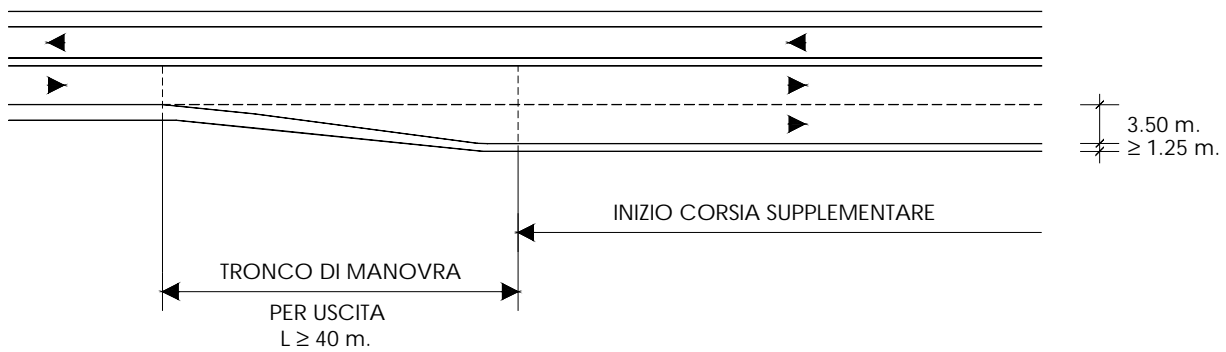 3.50 m.
≥ 1.25 m.
INIZIO CORSIA SUPPLEMENTARE
TRONCO DI MANOVRA
PER USCITA
L ≥ 40 m.